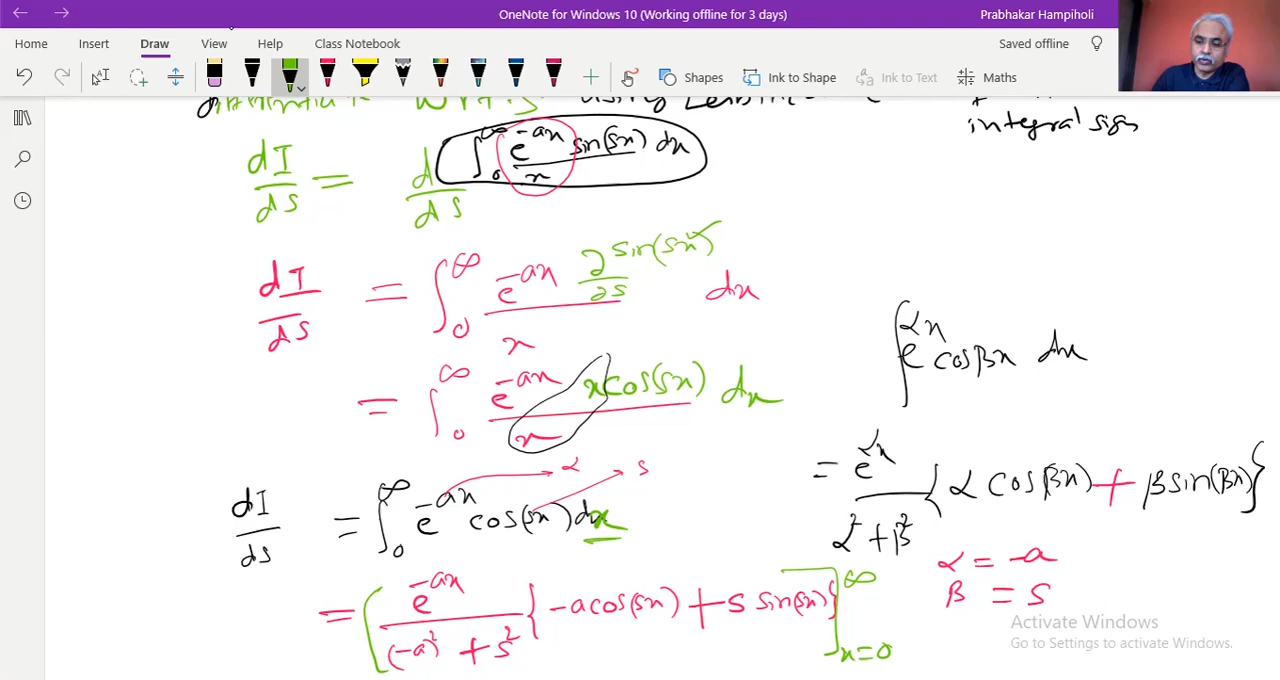 OneNote for Windows 10 (Working offline for 3 days) Prabhakar Hampiholi
Home Insert Draw View Help Class Notebook Saved offline
Shapes Ink to Shape Ink to Text Maths
w.r.t. s using
integral sign
dI/ds = d/ds ∫₀^∞ e^-ax/x sin(sx) dx
dI/ds = ∫₀^∞ e^-ax/x ∂/∂s sin(sx) dx
= ∫₀^∞ e^-ax/x x cos(sx) dx
∫ e^αx cosβx dx
= e^αx/α²+β² {α cos(βx) + β sin(βx)}
α = -a
β = s
α s
dI/ds = ∫₀^∞ e^-ax cos(sx) dx
= [e^-ax/(-a)²+s² {-a cos(sx) + s sin(sx)}]_x=0^∞
Activate Windows
Go to Settings to activate Windows.